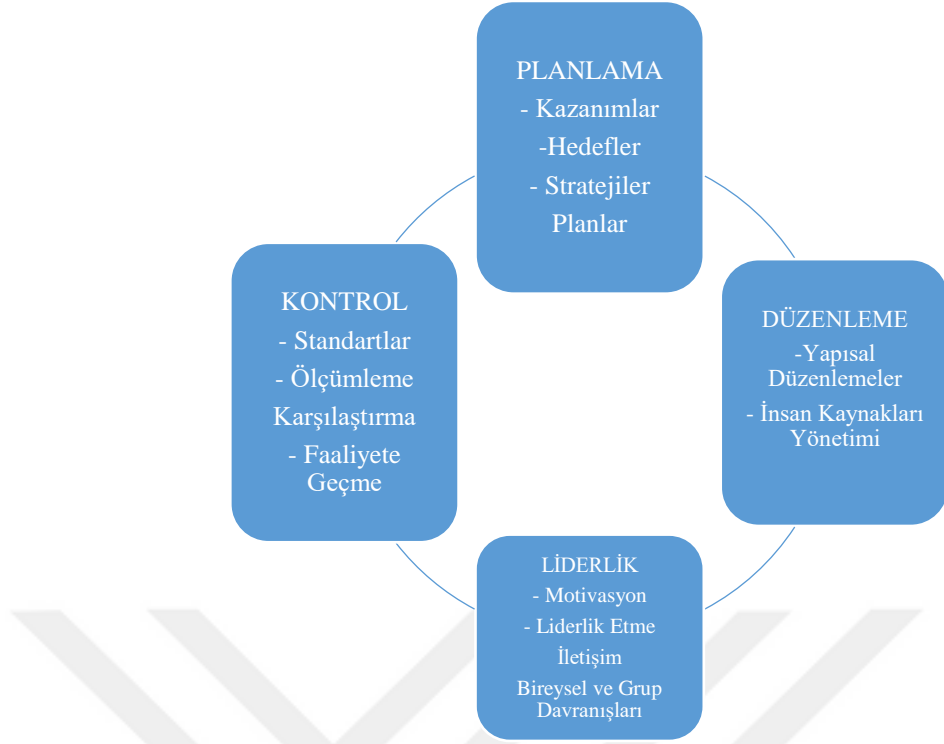 PLANLAMA
- Kazanımlar
-Hedefler
- Stratejiler
Planlar
DÜZENLEME
-Yapısal
Düzenlemeler
- İnsan Kaynakları
Yönetimi
LİDERLİK
- Motivasyon
- Liderlik Etme
İletişim
Bireysel ve Grup
Davranışları
KONTROL
- Standartlar
- Ölçümleme
Karşılaştırma
- Faaliyete
Geçme